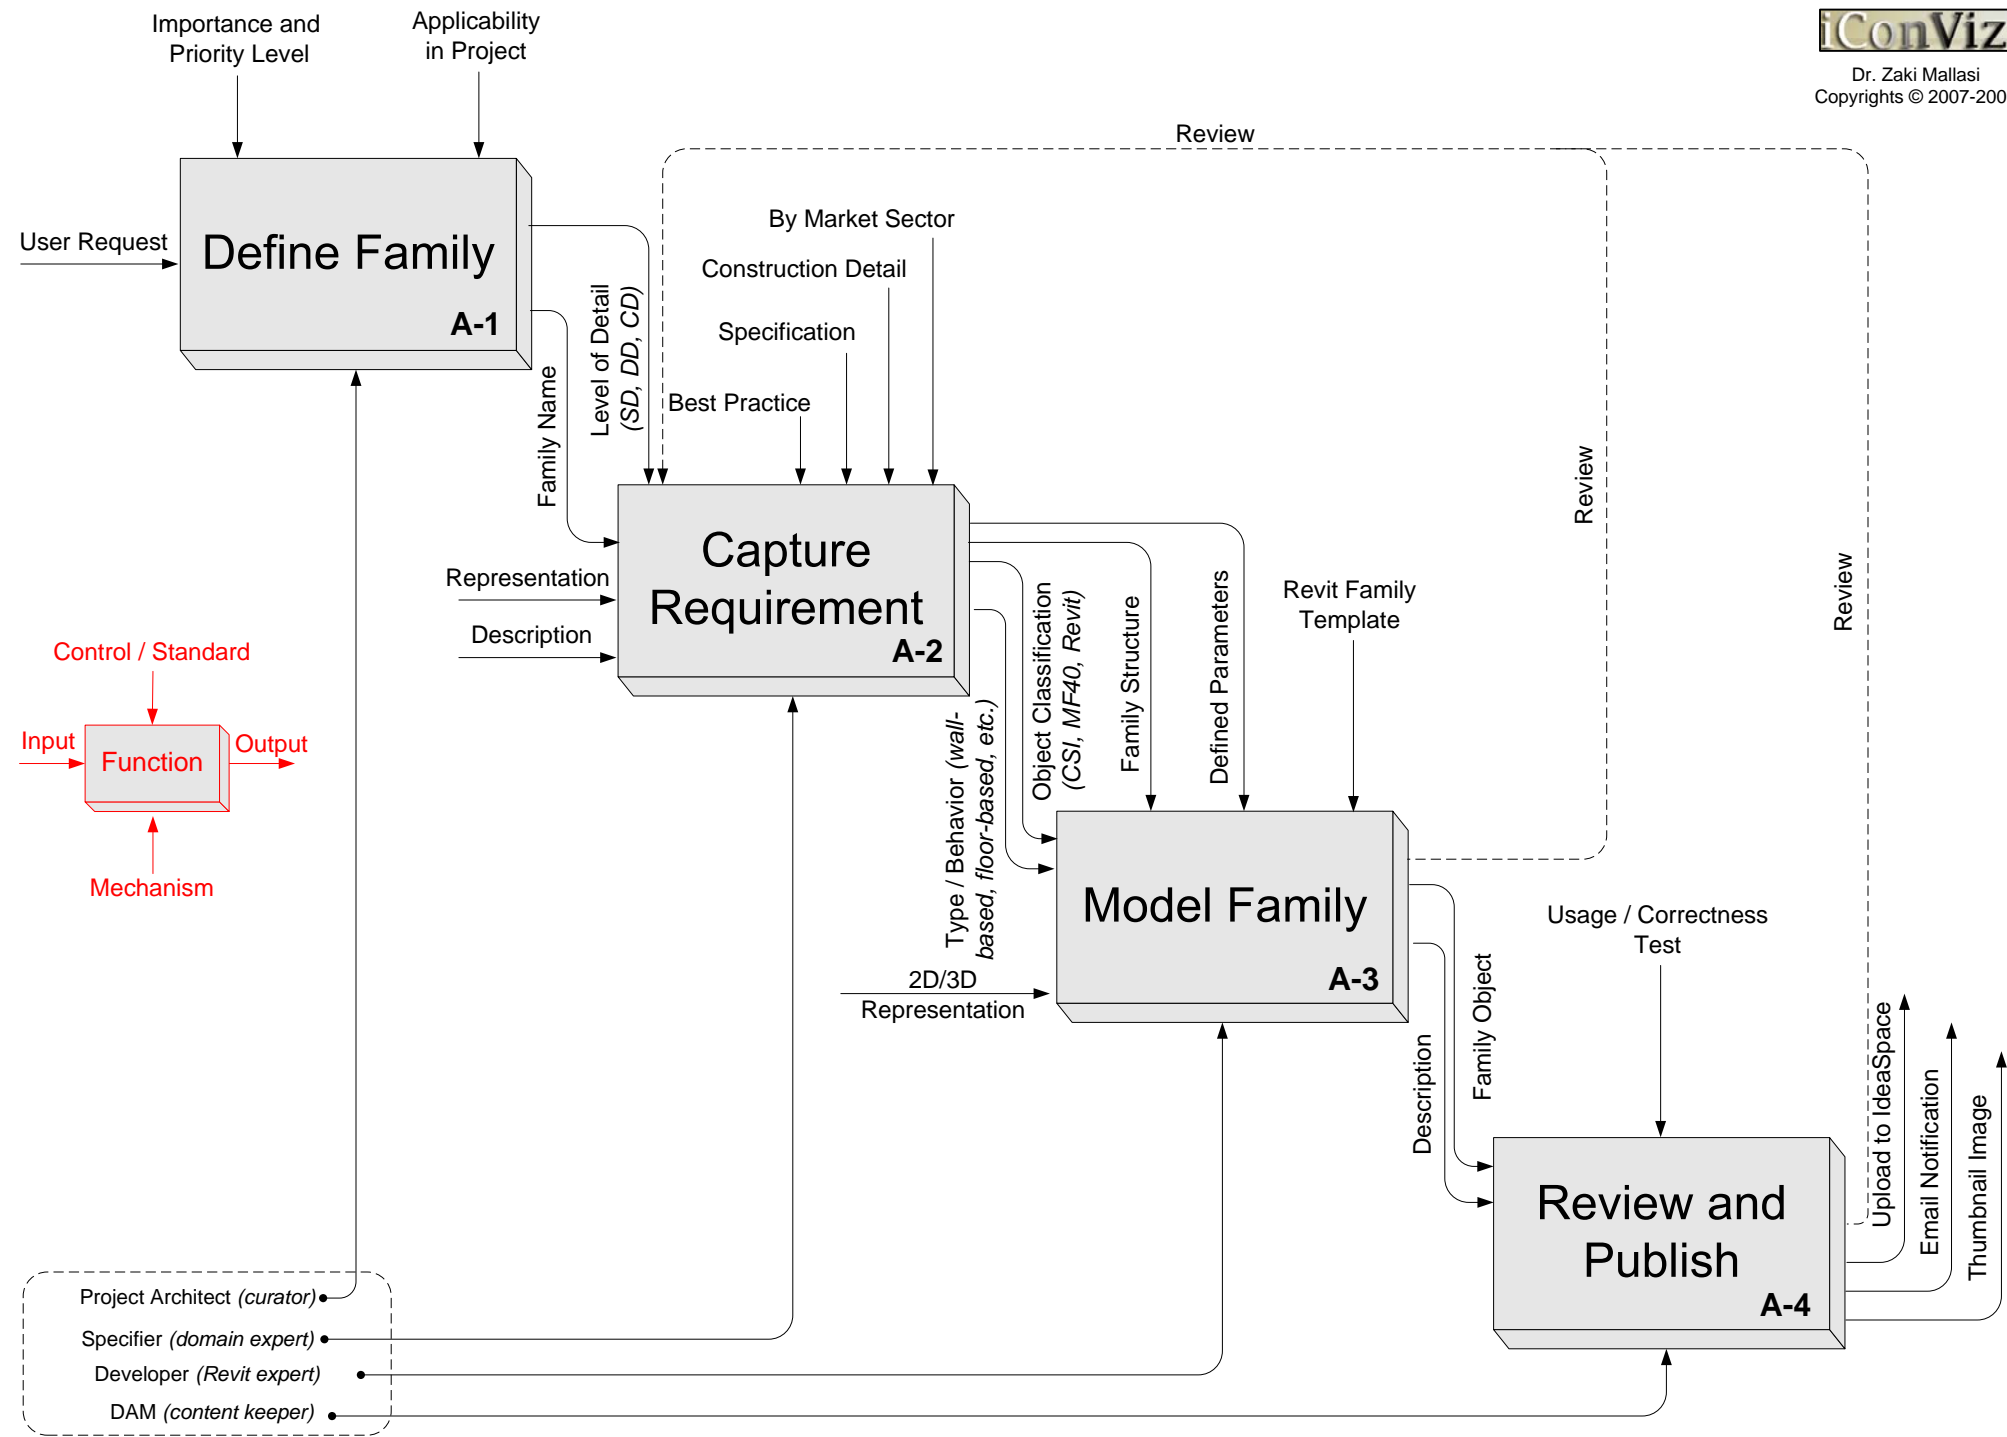 Importance and
Priority Level
Applicability
in Project
iConViz
Dr. Zaki Mallasi
Copyrights © 2007-200
Review
User Request
Define Family
A-1
By Market Sector
Construction Detail
Specification
Best Practice
Level of Detail
(SD, DD, CD)
Family Name
Review
Review
Capture
Requirement
A-2
Representation
Description
Revit Family
Template
Control / Standard
Input
Function
Output
Mechanism
Type / Behavior (wall-
based, floor-based, etc.)
Object Classification
(CSI, MF40, Revit)
Family Structure
Defined Parameters
Model Family
A-3
2D/3D
Representation
Usage / Correctness
Test
Description
Family Object
Review and
Publish
A-4
Upload to IdeaSpace
Email Notification
Thumbnail Image
Project Architect (curator)
Specifier (domain expert)
Developer (Revit expert)
DAM (content keeper)